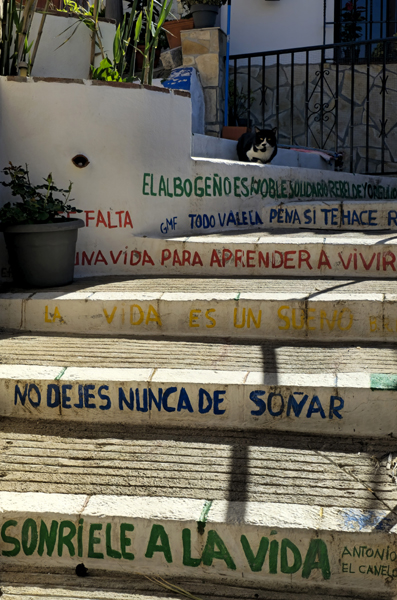 EL ALBOGEÑO ES NOBLE, SOLIDARIO, REBELDE Y
GMF TODO VALE LA PENA SI TE HACE R
FALTA UNA VIDA PARA APRENDER A VIVIR
LA VIDA ES UN SUEÑO
NO DEJES NUNCA DE SOÑAR
SONRIELE A LA VIDA
ANTONIO
EL CANELO